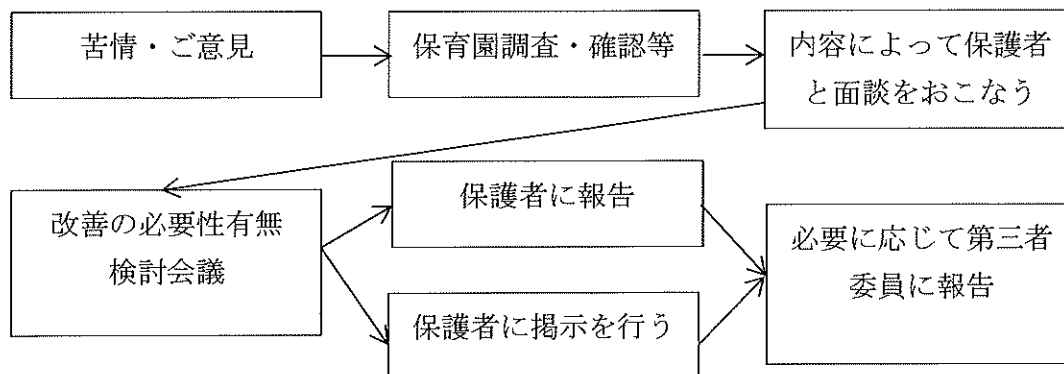 苦情・ご意見
保育園調査・確認等
内容によって保護者
と面談をおこなう
改善の必要性有無
検討会議
保護者に報告
保護者に掲示を行う
必要に応じて第三者
委員に報告